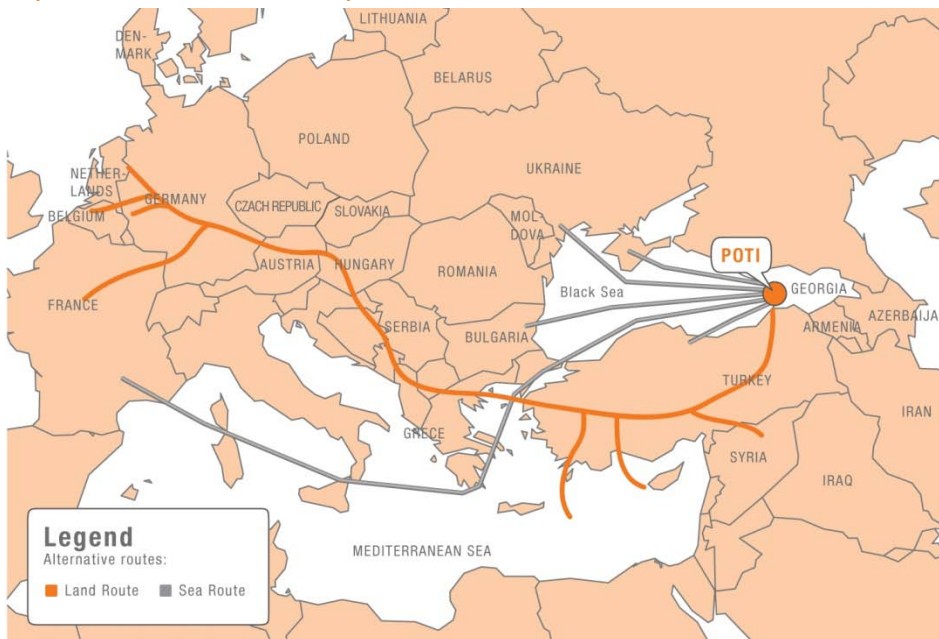 LITHUANIA
DEN-
MARK
BELARUS
POLAND
UKRAINE
NETHER-
LANDS
GERMANY
BELGIUM
CZACH REPUBLIC
SLOVAKIA
MOL-
DOVA
POTI
AUSTRIA
HUNGARY
ROMANIA
Black Sea
GEORGIA
FRANCE
SERBIA
BULGARIA
ARMENIA
AZERBAIJA
TURKEY
IRAN
GRECE
SYRIA
IRAQ
MEDITERRANEAN SEA
Legend
Alternative routes:
Land Route
Sea Route